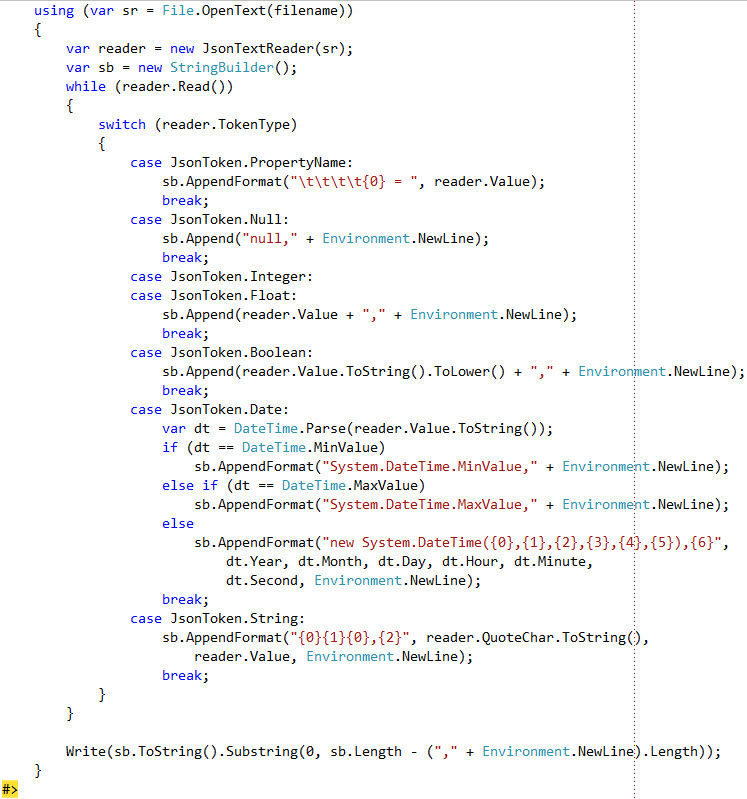 using (var sr = File.OpenText(filename))
{
    var reader = new JsonTextReader(sr);
    var sb = new StringBuilder();
    while (reader.Read())
    {
        switch (reader.TokenType)
        {
            case JsonToken.PropertyName:
                sb.AppendFormat("\t\t\t\t{0} = ", reader.Value);
                break;
            case JsonToken.Null:
                sb.Append("null," + Environment.NewLine);
                break;
            case JsonToken.Integer:
            case JsonToken.Float:
                sb.Append(reader.Value + "," + Environment.NewLine);
                break;
            case JsonToken.Boolean:
                sb.Append(reader.Value.ToString().ToLower() + "," + Environment.NewLine);
                break;
            case JsonToken.Date:
                var dt = DateTime.Parse(reader.Value.ToString());
                if (dt == DateTime.MinValue)
                    sb.AppendFormat("System.DateTime.MinValue," + Environment.NewLine);
                else if (dt == DateTime.MaxValue)
                    sb.AppendFormat("System.DateTime.MaxValue," + Environment.NewLine);
                else
                    sb.AppendFormat("new System.DateTime({0},{1},{2},{3},{4},{5}),{6}",
                        dt.Year, dt.Month, dt.Day, dt.Hour, dt.Minute,
                        dt.Second, Environment.NewLine);
                break;
            case JsonToken.String:
                sb.AppendFormat("{0}{1}{0},{2}", reader.QuoteChar.ToString(),
                    reader.Value, Environment.NewLine);
                break;
        }
    }

    Write(sb.ToString().Substring(0, sb.Length - ("," + Environment.NewLine).Length));
}
#>